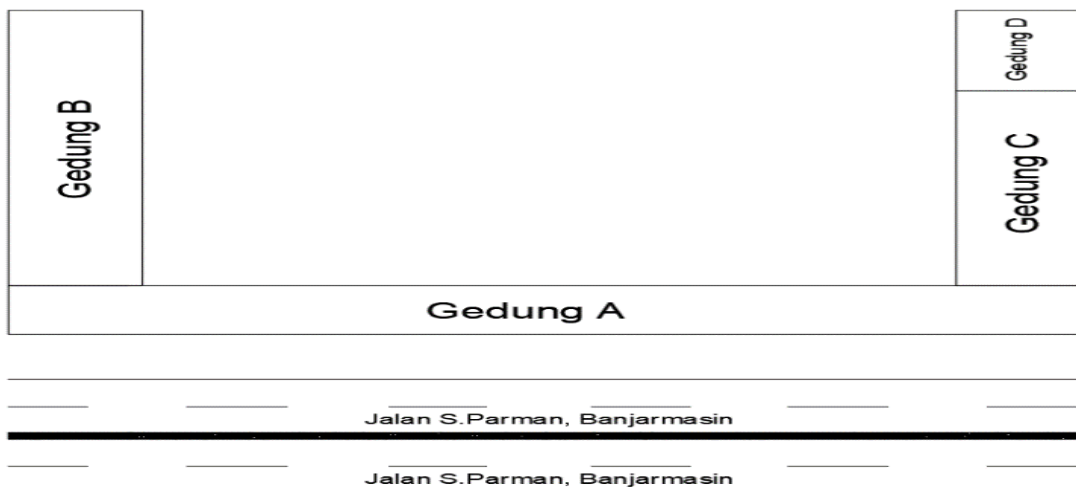 Gedung B
Gedung D
Gedung C
Gedung A
Jalan S.Parman, Banjarmasin
Jalan S.Parman, Banjarmasin